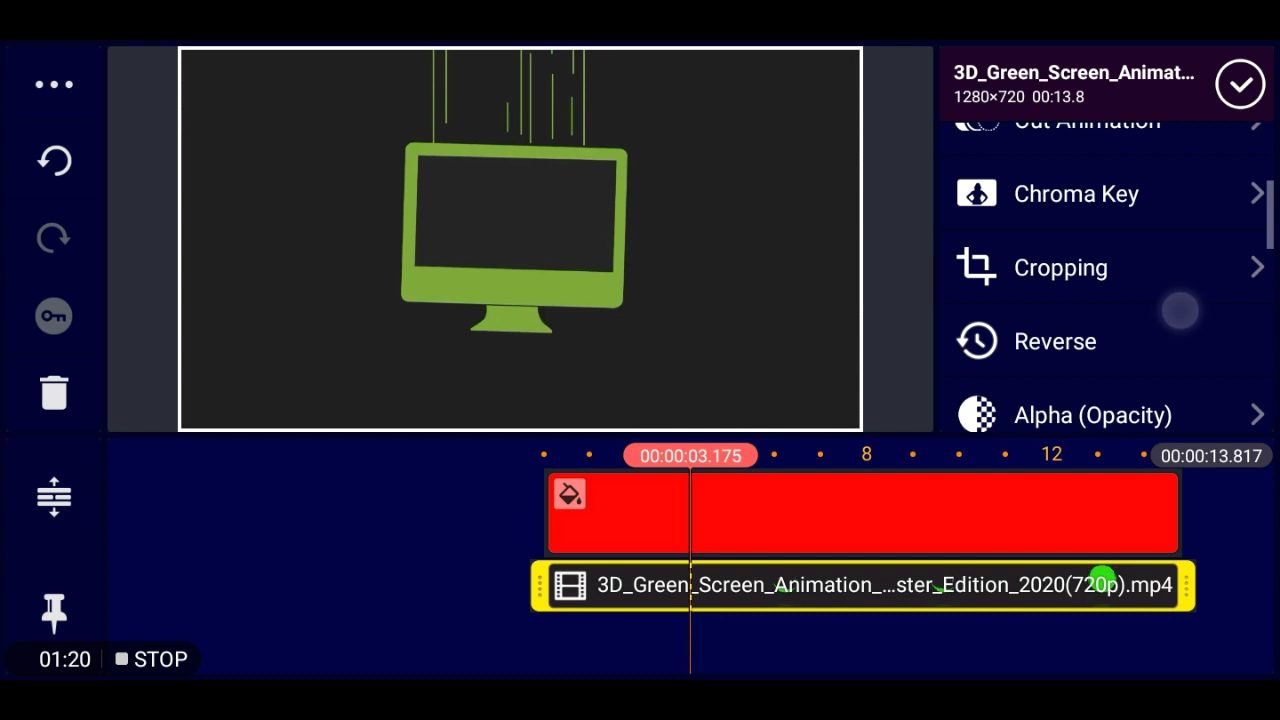 3D_Green_Screen_Animat...
1280×720 00:13.8
Out Animation
Chroma Key
Cropping
Reverse
Alpha (Opacity)
00:00:03.175
8
12
00:00:13.817
3D_Green_Screen_Animation_...ster_Edition_2020(720p).mp4
01:20
STOP